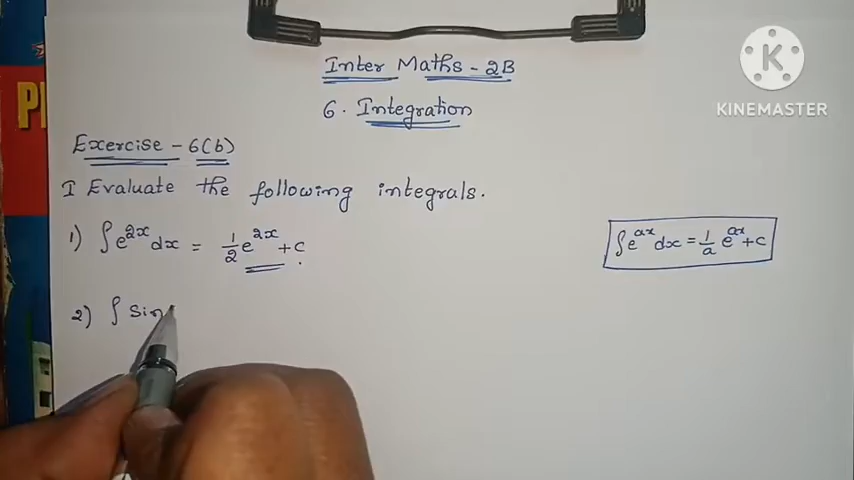 Inter Maths - 2B
6. Integration
K
KINEMASTER
Exercise - 6(b)
I Evaluate the following integrals.
1) ∫e^{2x}dx = 1/2 e^{2x} + c.
∫e^{ax}dx = 1/a e^{ax} + c
2) ∫ Sin